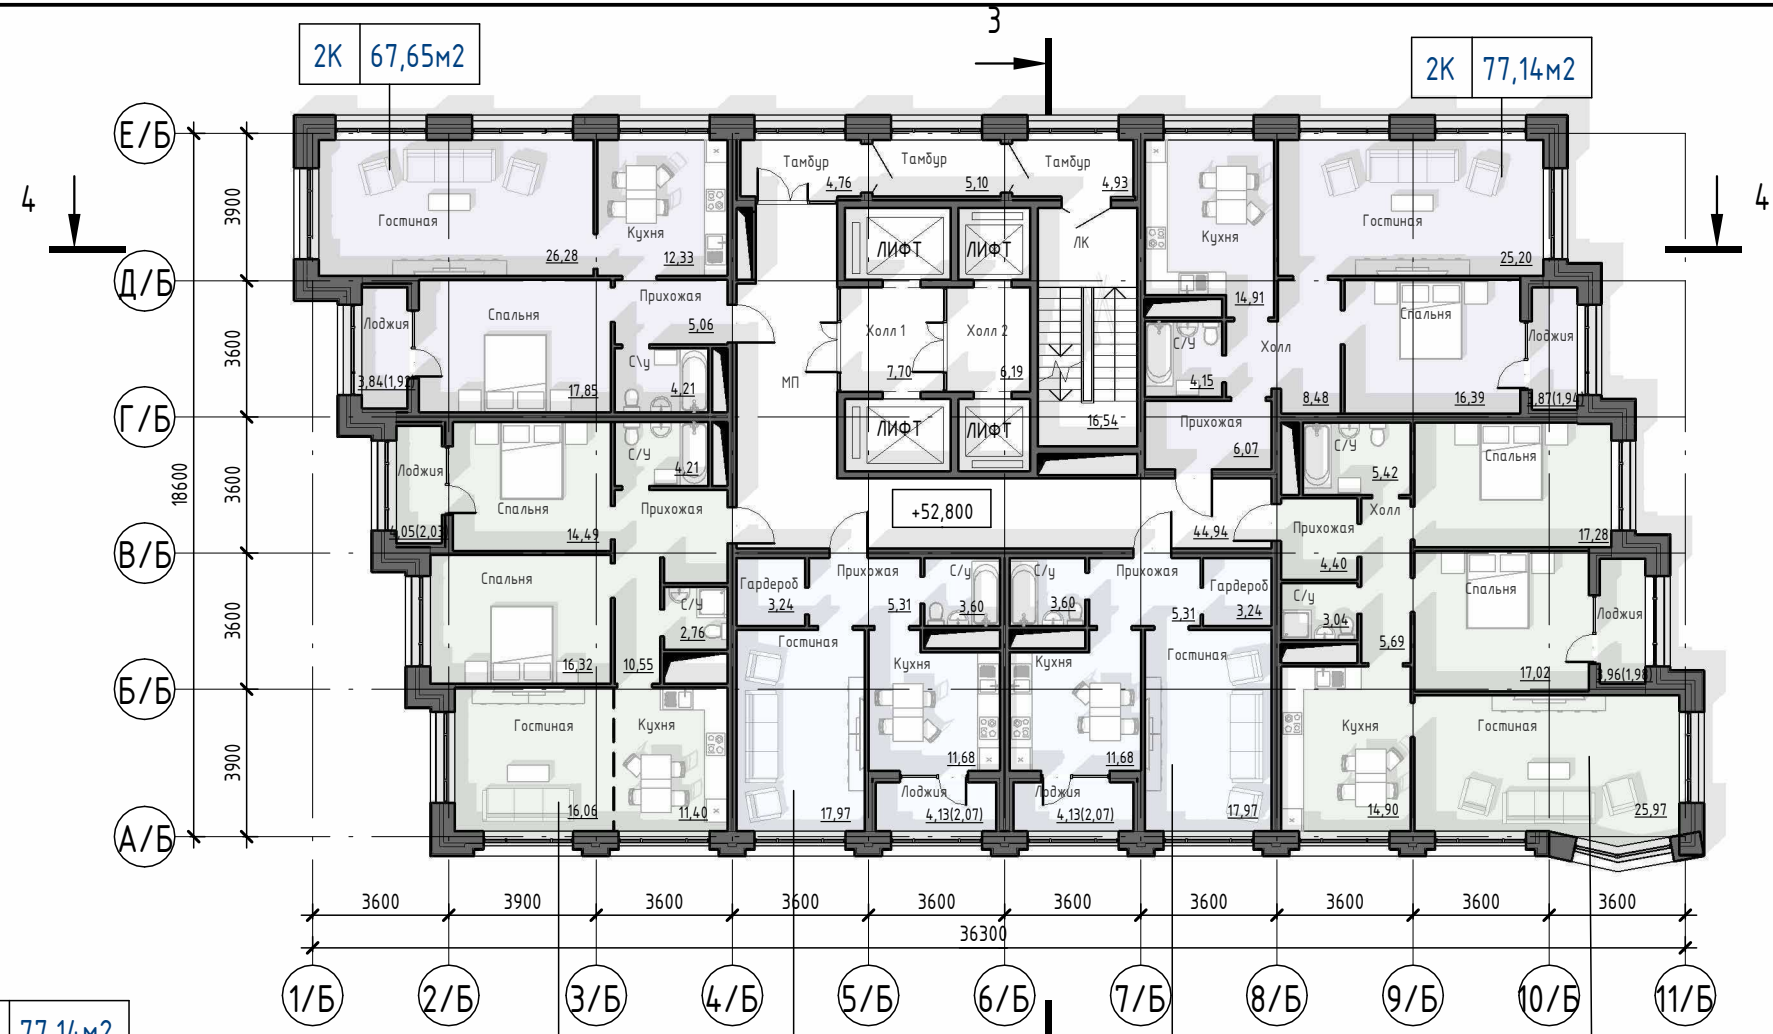 3
2К 67,65м2
2К 77,14м2
Е/Б
Тамбур Тамбур Тамбур
4,76 5,10 4,93
4
4
3900
Гостиная Кухня
26,28 12,33
ЛИФТ ЛИФТ
ЛК
Кухня Гостиная
25,20
14,91
Д/Б
Лоджия Спальня Прихожая
5,06
3600
С\у
3,84(1,92)
17,85 4,21
МП
Холл 1 Холл 2
7,70 6,19
С/У Холл Спальня Лоджия
4,15 8,48 16,39 3,87(1,94)
Г/Б
ЛИФТ ЛИФТ
16,54
Прихожая
6,07
18600
3600
Лоджия С/У
4,21
Спальня Прихожая
14,49
+52,800
44,94
С/У
5,42
Спальня
Холл
Прихожая
17,28
4,40
В/Б
3600
Спальня
С/У
2,76
16,32 10,55
Гардероб Прихожая С/у
3,24 5,31 3,60
С/у Прихожая Гардероб
3,60 5,31 3,24
С/у
3,04
5,69
Спальня
Лоджия
17,02 3,96(1,98)
Б/Б
3900
Гостиная Кухня
16,06 11,40
Гостиная Кухня
11,68
Лоджия
17,97 4,13(2,07)
Кухня Гостиная
11,68
Лоджия
4,13(2,07) 17,97
Кухня Гостиная
14,90 25,97
А/Б
3600 3900 3600 3600 3600 3600 3600 3600 3600 3600
36300
1/Б 2/Б 3/Б 4/Б 5/Б 6/Б 7/Б 8/Б 9/Б 10/Б 11/Б
77,14м2